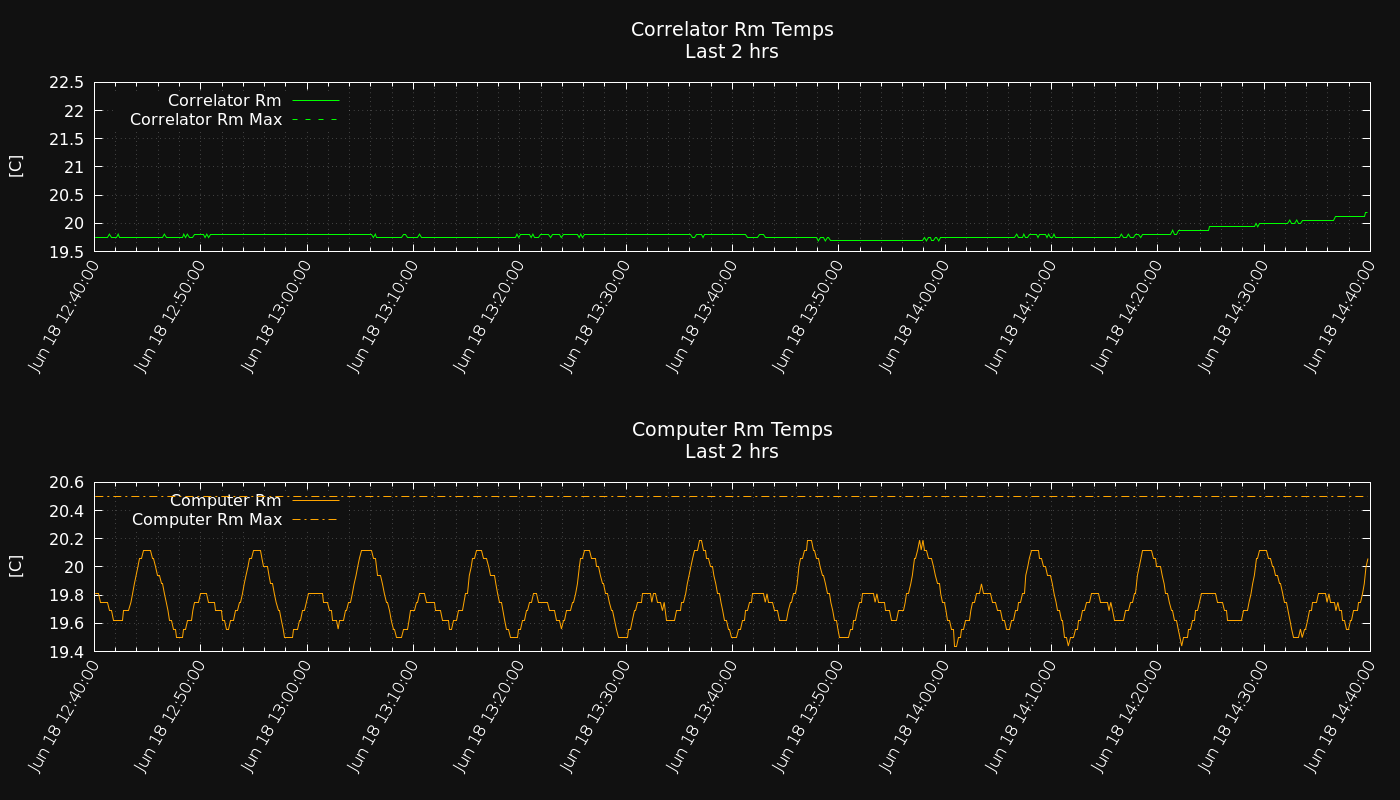 Correlator Rm Temps
Last 2 hrs
[C]
22.5
22
21.5
21
20.5
20
19.5
Correlator Rm
Correlator Rm Max
Jun 18 12:40:00
Jun 18 12:50:00
Jun 18 13:00:00
Jun 18 13:10:00
Jun 18 13:20:00
Jun 18 13:30:00
Jun 18 13:40:00
Jun 18 13:50:00
Jun 18 14:00:00
Jun 18 14:10:00
Jun 18 14:20:00
Jun 18 14:30:00
Jun 18 14:40:00
Computer Rm Temps
Last 2 hrs
[C]
20.6
20.4
20.2
20
19.8
19.6
19.4
Computer Rm
Computer Rm Max
Jun 18 12:40:00
Jun 18 12:50:00
Jun 18 13:00:00
Jun 18 13:10:00
Jun 18 13:20:00
Jun 18 13:30:00
Jun 18 13:40:00
Jun 18 13:50:00
Jun 18 14:00:00
Jun 18 14:10:00
Jun 18 14:20:00
Jun 18 14:30:00
Jun 18 14:40:00